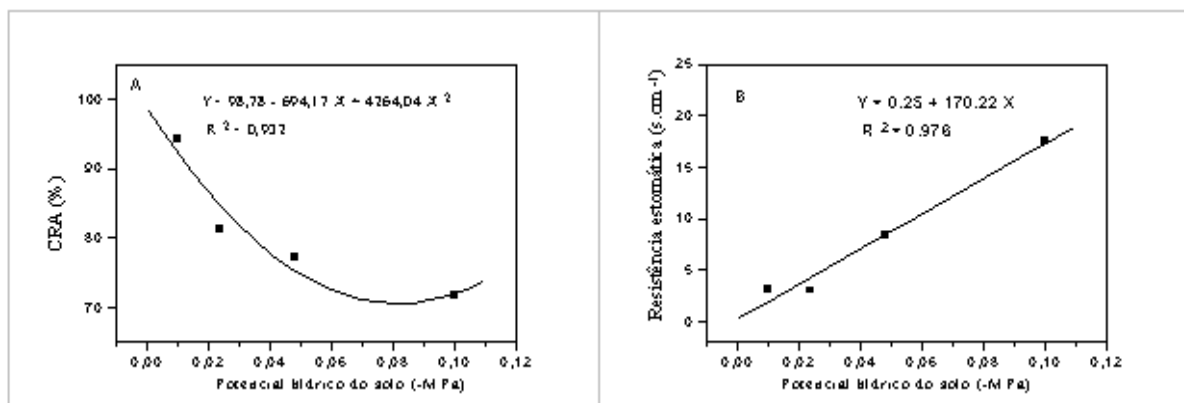 A
Y = 98,78 - 694,17 X + 4264,04 X ²
R ² = 0,932
100
90
80
70
CRA (%)
0,00 0,02 0,04 0,06 0,08 0,10 0,12
Potencial hídrico do solo (-M Pa)
B
Y = 0.25 + 170.22 X
R ² = 0.976
25
20
15
10
5
0
Resistência estomática (s.cm⁻¹)
0,00 0,02 0,04 0,06 0,08 0,10 0,12
Potencial hídrico do solo (-M Pa)